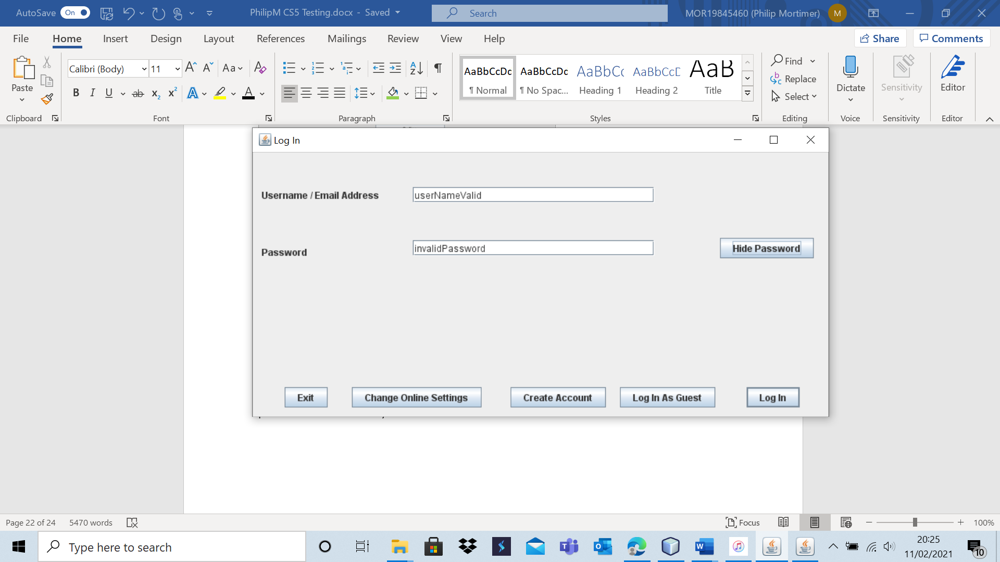 AutoSave On PhilipM CS5 Testing.docx - Saved Search MOR19845460 (Philip Mortimer) M
File Home Insert Design Layout References Mailings Review View Help Share Comments
Paste Calibri (Body) 11 Aa AaBbCcDc AaBbCcDc AaBbCc AaBbCcD AaB Find Replace Select Dictate Sensitivity Editor
B I U ab x₂ x² A A ¶ Normal ¶ No Spac... Heading 1 Heading 2 Title
Clipboard Font Paragraph Styles Editing Voice Sensitivity Editor
Log In
Username / Email Address userNameValid
Password invalidPassword Hide Password
Exit Change Online Settings Create Account Log In As Guest Log In
Page 22 of 24 5470 words Focus 100%
Type here to search 20:25
11/02/2021 10